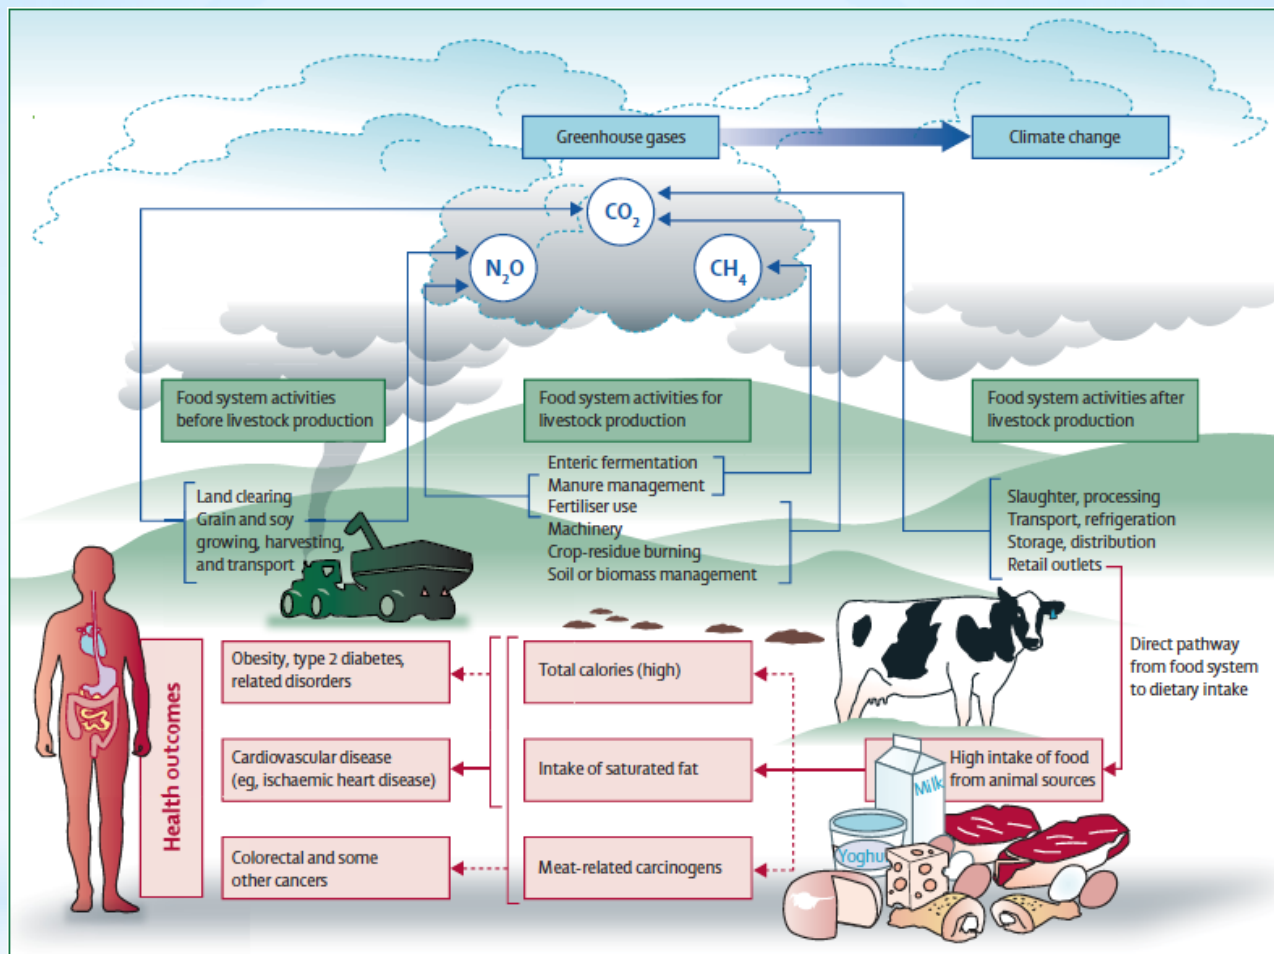 Greenhouse gases
Climate change
CO2
N2O
CH4
Food system activities
before livestock production
Food system activities for
livestock production
Food system activities after
livestock production
Land clearing
Grain and soy
growing, harvesting,
and transport
Enteric fermentation
Manure management
Fertiliser use
Machinery
Crop-residue burning
Soil or biomass management
Slaughter, processing
Transport, refrigeration
Storage, distribution
Retail outlets
Direct pathway
from food system
to dietary intake
Health outcomes
Obesity, type 2 diabetes,
related disorders
Cardiovascular disease
(eg, ischaemic heart disease)
Colorectal and some
other cancers
Total calories (high)
Intake of saturated fat
Meat-related carcinogens
High intake of food
from animal sources
Milk
Yoghu